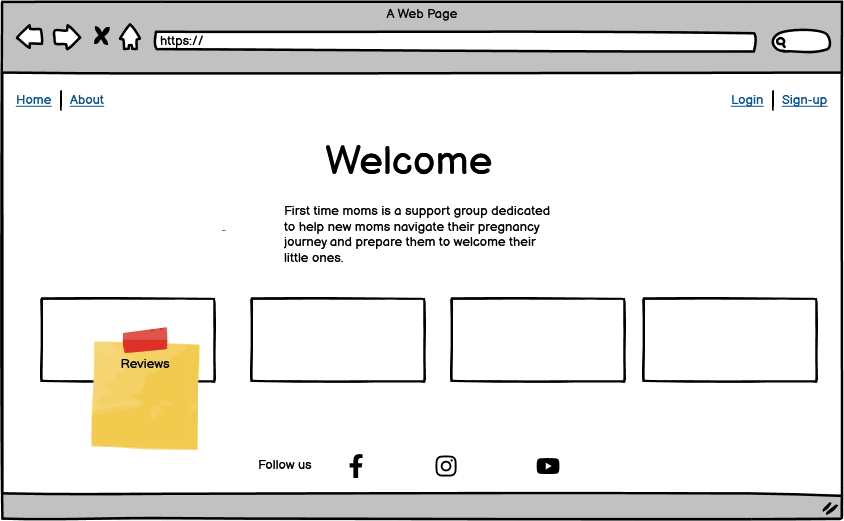 A Web Page
https://
Home About Login Sign-up
Welcome
First time moms is a support group dedicated
to help new moms navigate their pregnancy
journey and prepare them to welcome their
little ones.
Reviews
Follow us